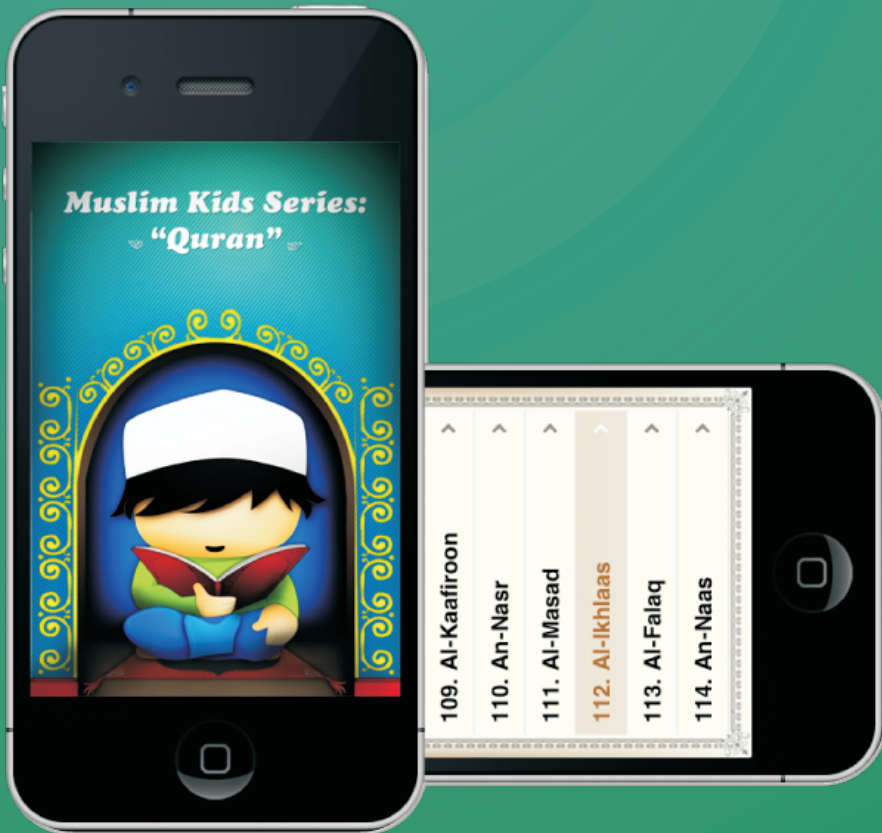 Muslim Kids Series:
“Quran”
109. Al-Kaafiroon
110. An-Nasr
111. Al-Masad
112. Al-Ikhlaas
113. Al-Falaq
114. An-Naas